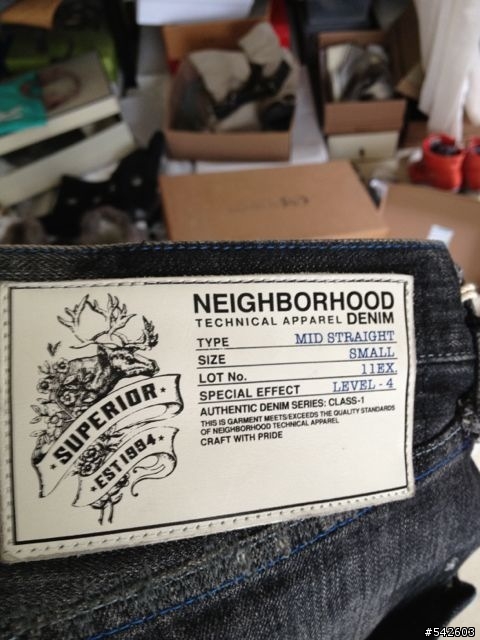 NEIGHBORHOOD
TECHNICAL APPAREL DENIM
TYPE MID STRAIGHT
SIZE SMALL
LOT No. 11EX.
SPECIAL EFFECT LEVEL - 4
AUTHENTIC DENIM SERIES: CLASS-1
THIS IS GARMENT MEETS/EXCEEDS THE QUALITY STANDARDS
OF NEIGHBORHOOD TECHNICAL APPAREL
CRAFT WITH PRIDE
SUPERIOR
EST 1994
#542603